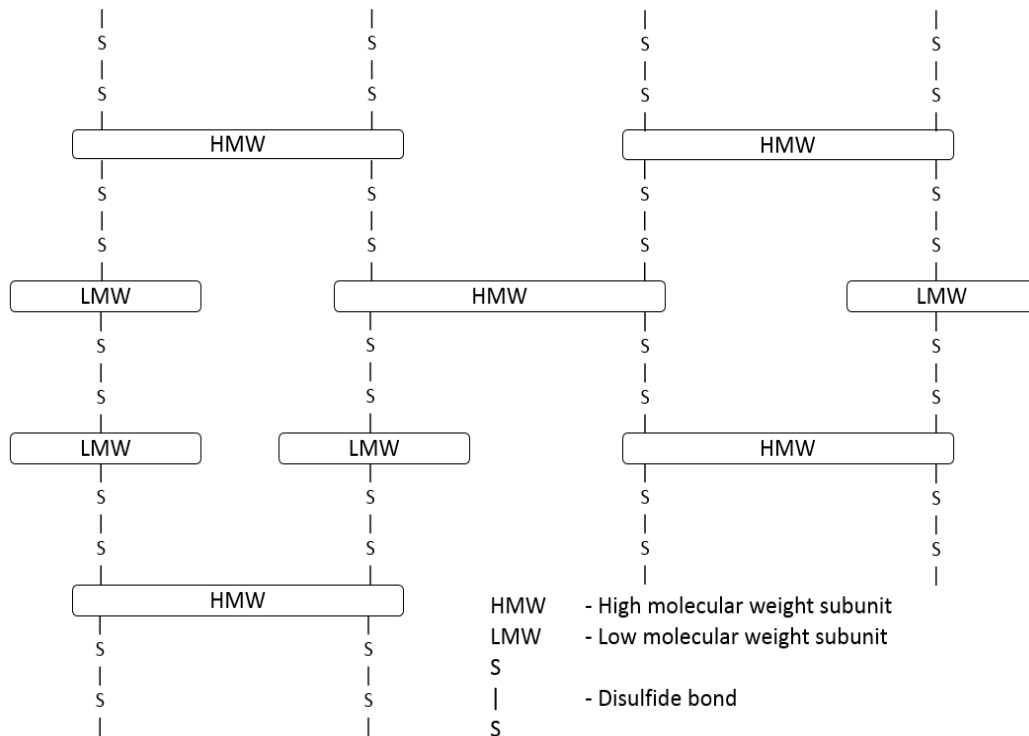 S S S S
S S S S
HMW HMW
S S S S
S S S S
LMW HMW LMW
S S S S
S S S S
LMW LMW HMW
S S S S
S S S S
HMW
S S
S S
HMW - High molecular weight subunit
LMW - Low molecular weight subunit
S
| - Disulfide bond
S